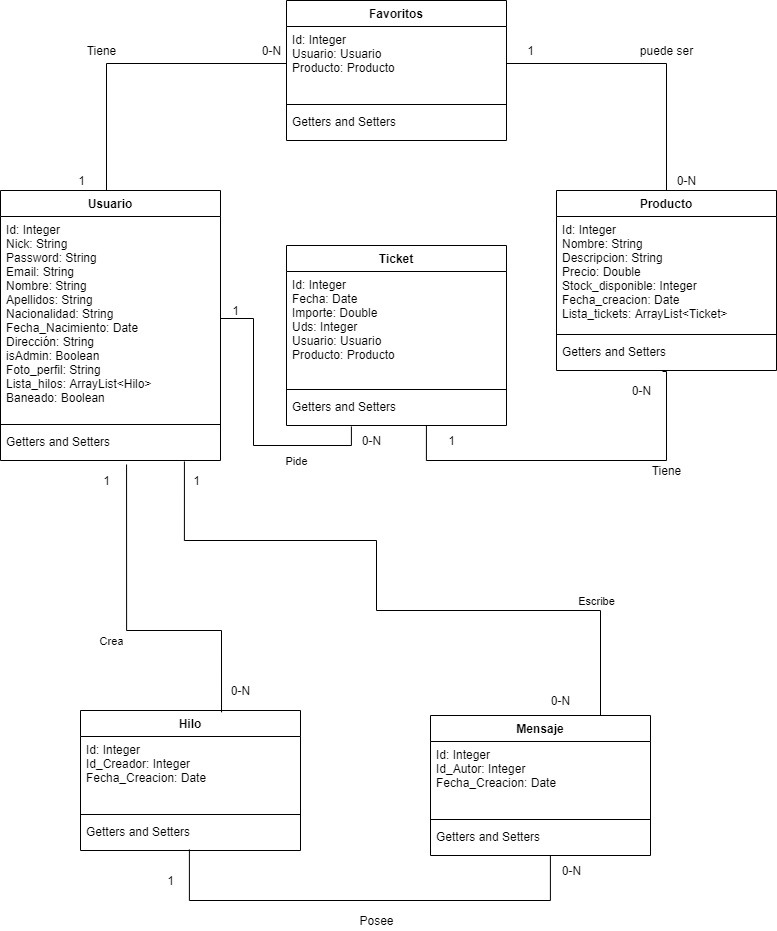 Favoritos
Id: Integer
Usuario: Usuario
Producto: Producto
Getters and Setters
Tiene
0-N
1
1
puede ser
0-N
Usuario
Id: Integer
Nick: String
Password: String
Email: String
Nombre: String
Apellidos: String
Nacionalidad: String
Fecha_Nacimiento: Date
Dirección: String
isAdmin: Boolean
Foto_perfil: String
Lista_hilos: ArrayList<Hilo>
Baneado: Boolean
Getters and Setters
Ticket
Id: Integer
Fecha: Date
Importe: Double
Uds: Integer
Usuario: Usuario
Producto: Producto
Getters and Setters
Producto
Id: Integer
Nombre: String
Descripcion: String
Precio: Double
Stock_disponible: Integer
Fecha_creacion: Date
Lista_tickets: ArrayList<Ticket>
Getters and Setters
1
0-N
Pide
1
0-N
Tiene
1
1
Crea
0-N
Escribe
0-N
Hilo
Id: Integer
Id_Creador: Integer
Fecha_Creacion: Date
Getters and Setters
Mensaje
Id: Integer
Id_Autor: Integer
Fecha_Creacion: Date
Getters and Setters
1
0-N
Posee